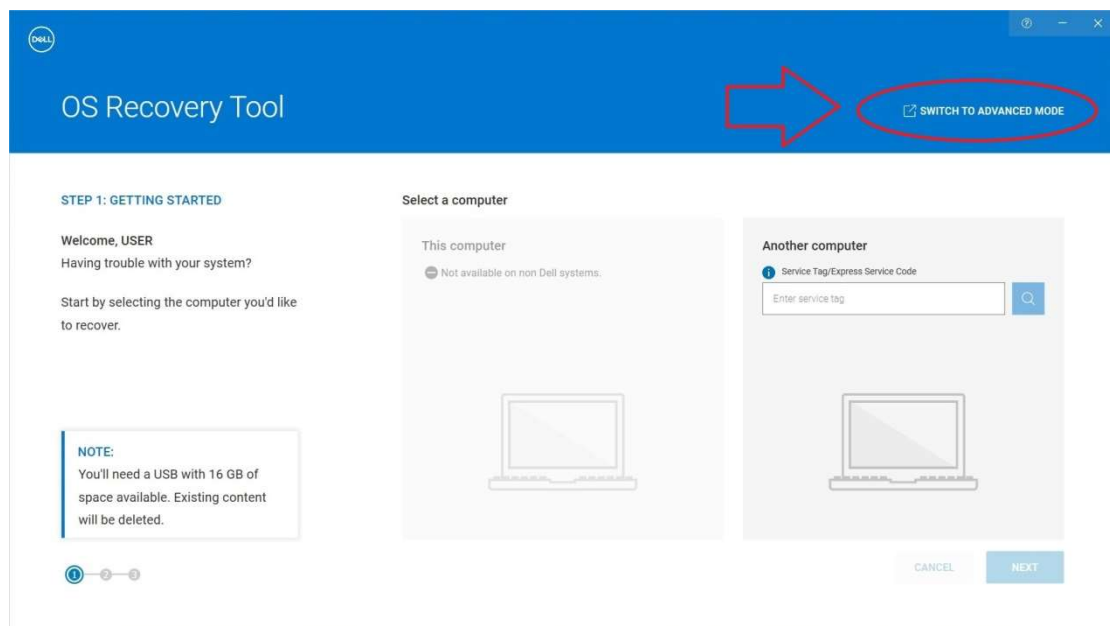 DELL
OS Recovery Tool
SWITCH TO ADVANCED MODE
STEP 1: GETTING STARTED
Welcome, USER
Having trouble with your system?
Start by selecting the computer you'd like
to recover.
NOTE:
You'll need a USB with 16 GB of
space available. Existing content
will be deleted.
1 2 3
Select a computer
This computer
Not available on non Dell systems.
Another computer
i Service Tag/Express Service Code
Enter service tag
CANCEL NEXT